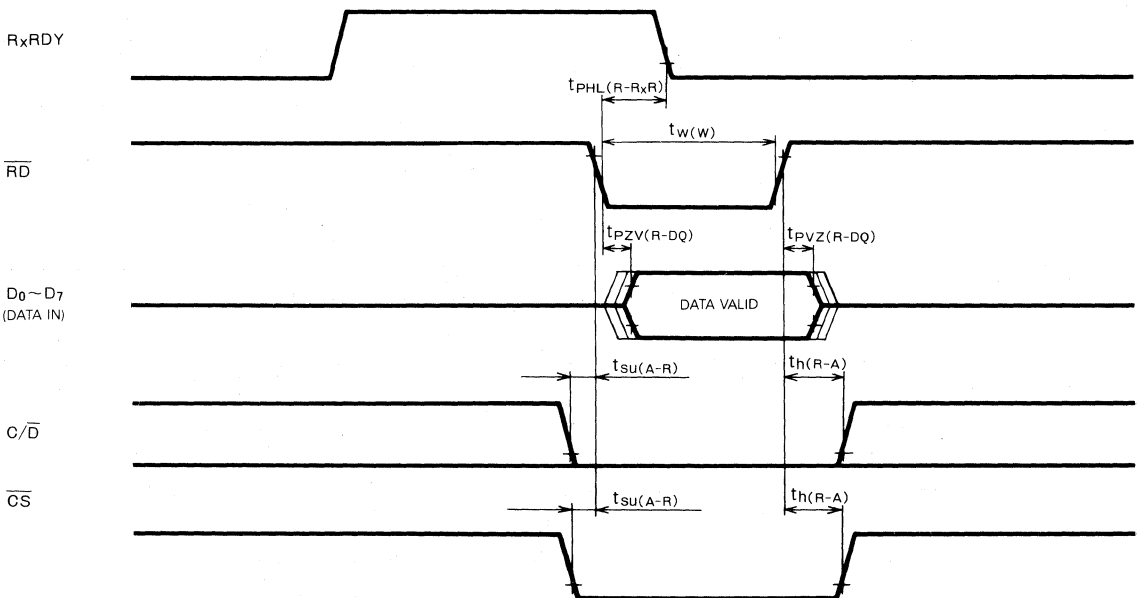 RxRDY
tPHL(R-RxR)
tW(W)
RD
tPZV(R-DQ)
tPVZ(R-DQ)
D0~D7
(DATA IN)
DATA VALID
tsu(A-R)
th(R-A)
C/D
CS
tsu(A-R)
th(R-A)